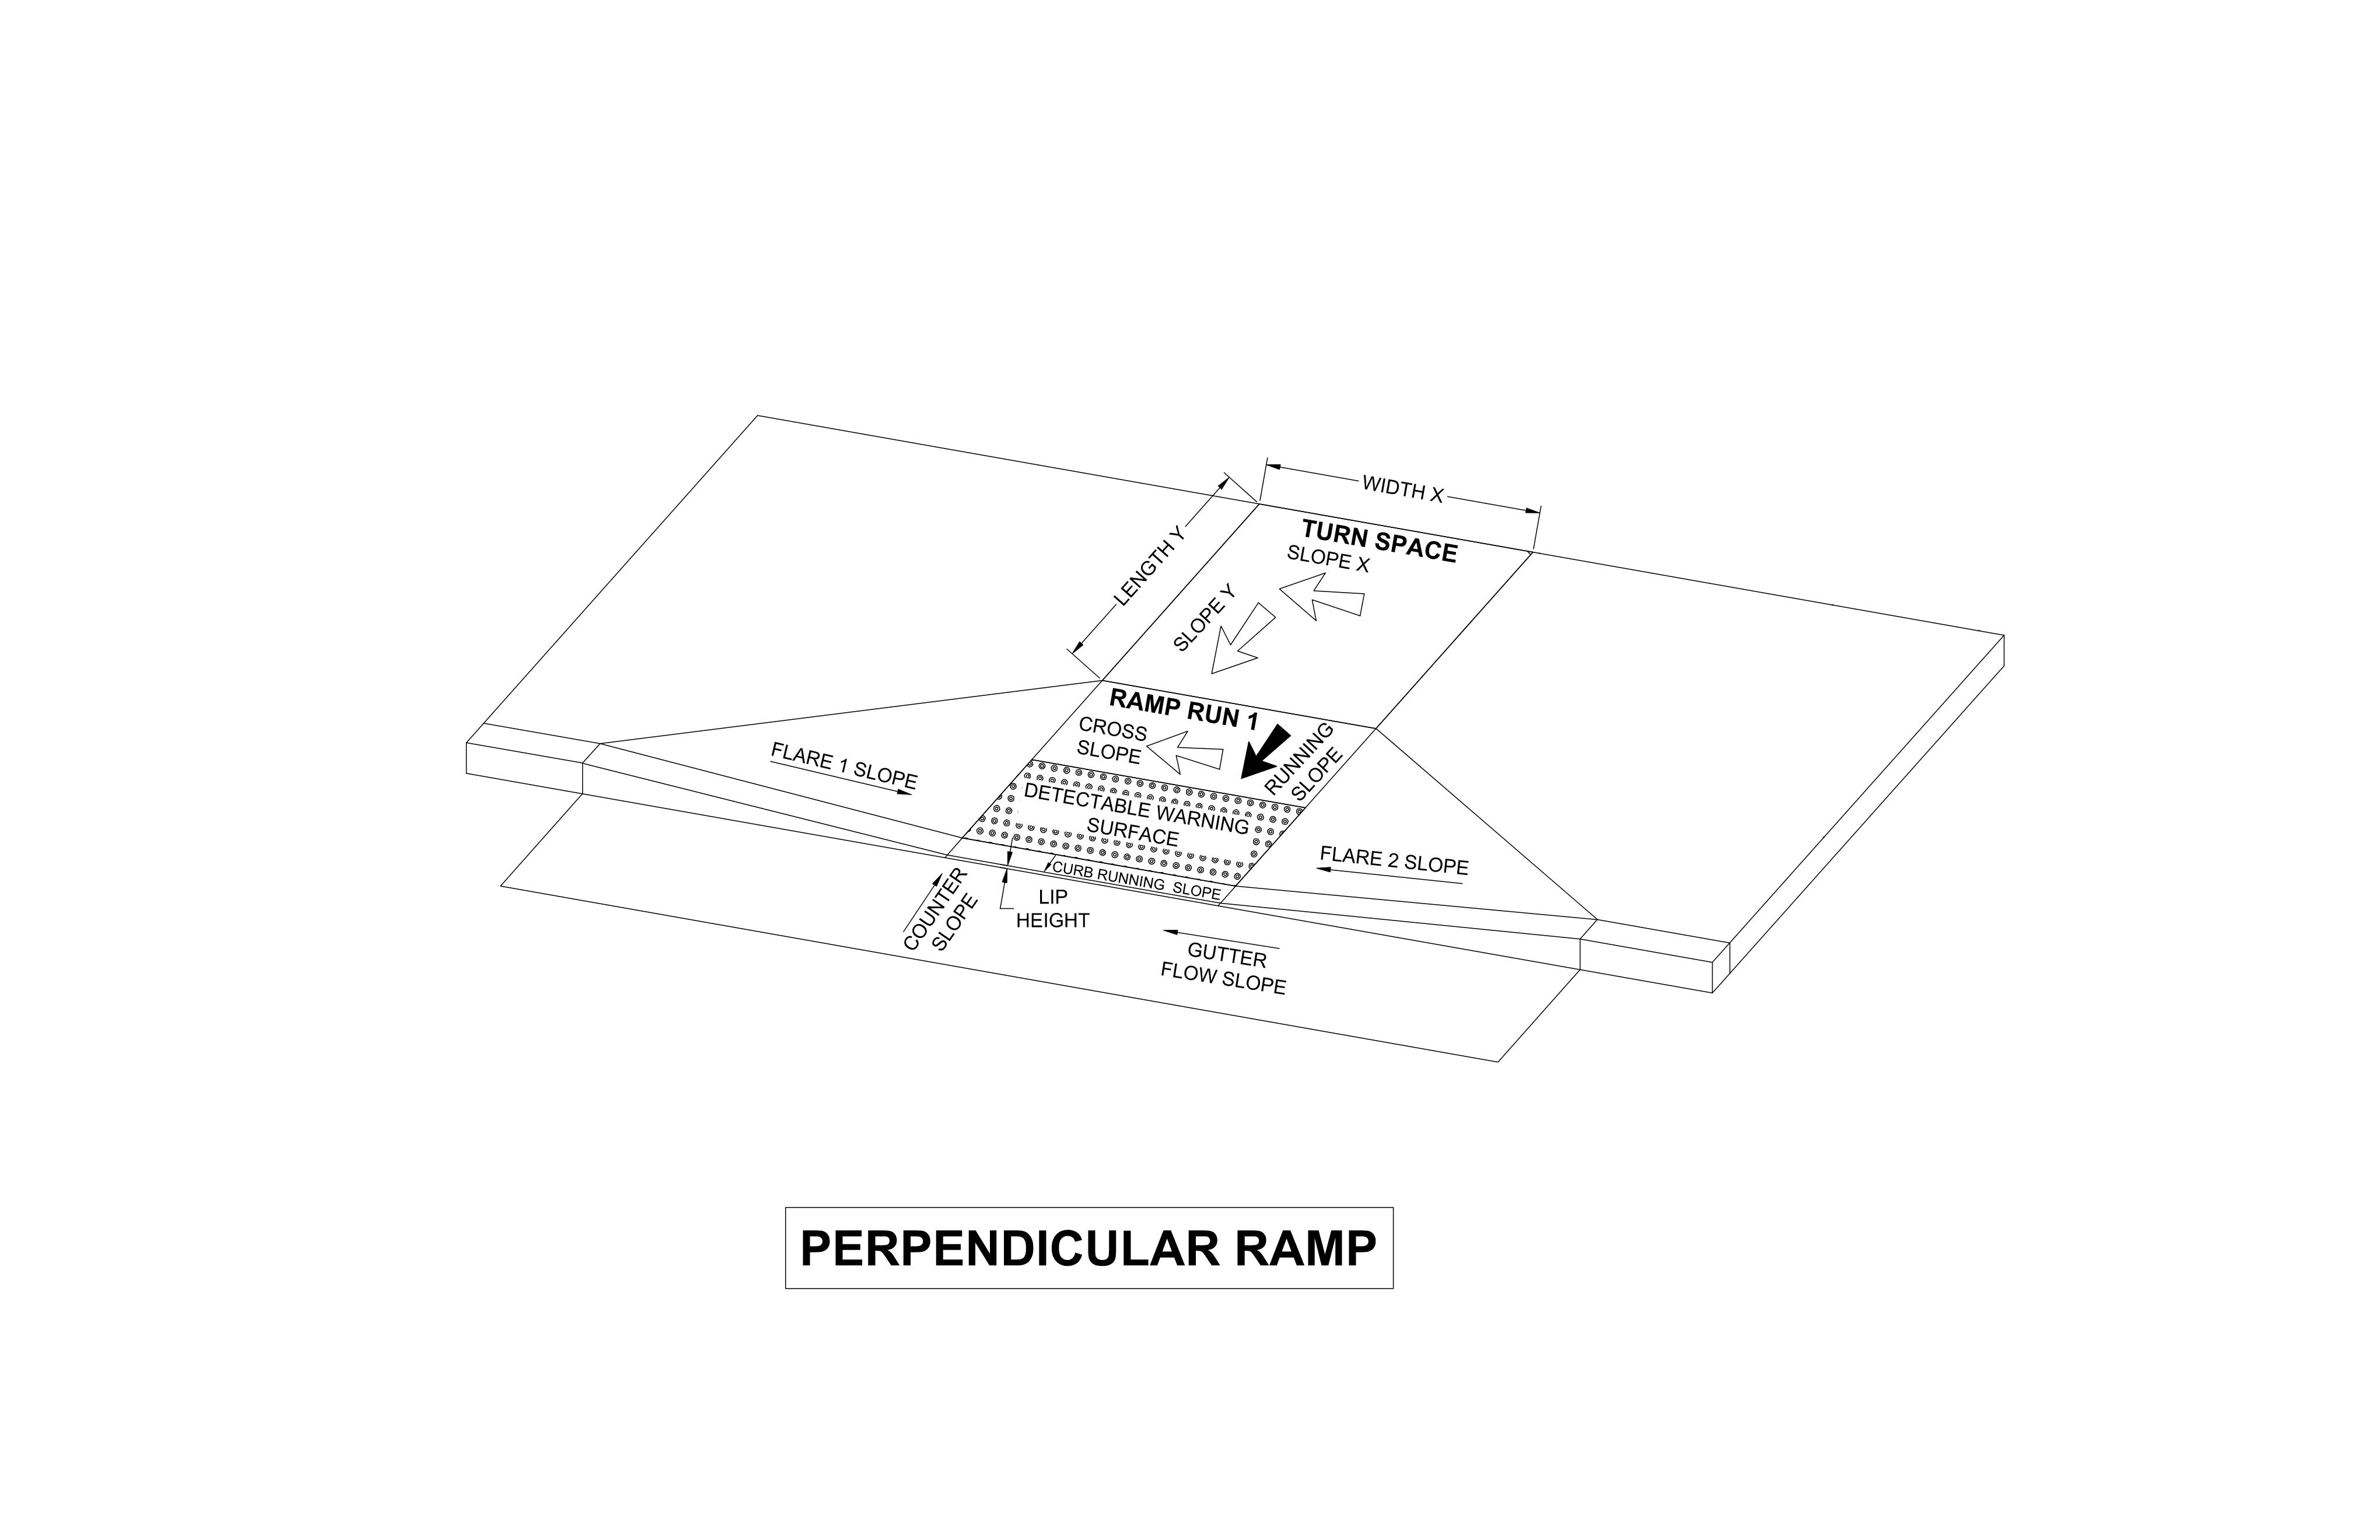 WIDTH X
TURN SPACE
SLOPE X
LENGTH Y
SLOPE Y
RAMP RUN 1
CROSS
SLOPE
RUNNING
SLOPE
FLARE 1 SLOPE
DETECTABLE WARNING
SURFACE
FLARE 2 SLOPE
CURB RUNNING SLOPE
COUNTER
SLOPE
LIP
HEIGHT
GUTTER
FLOW SLOPE
PERPENDICULAR RAMP